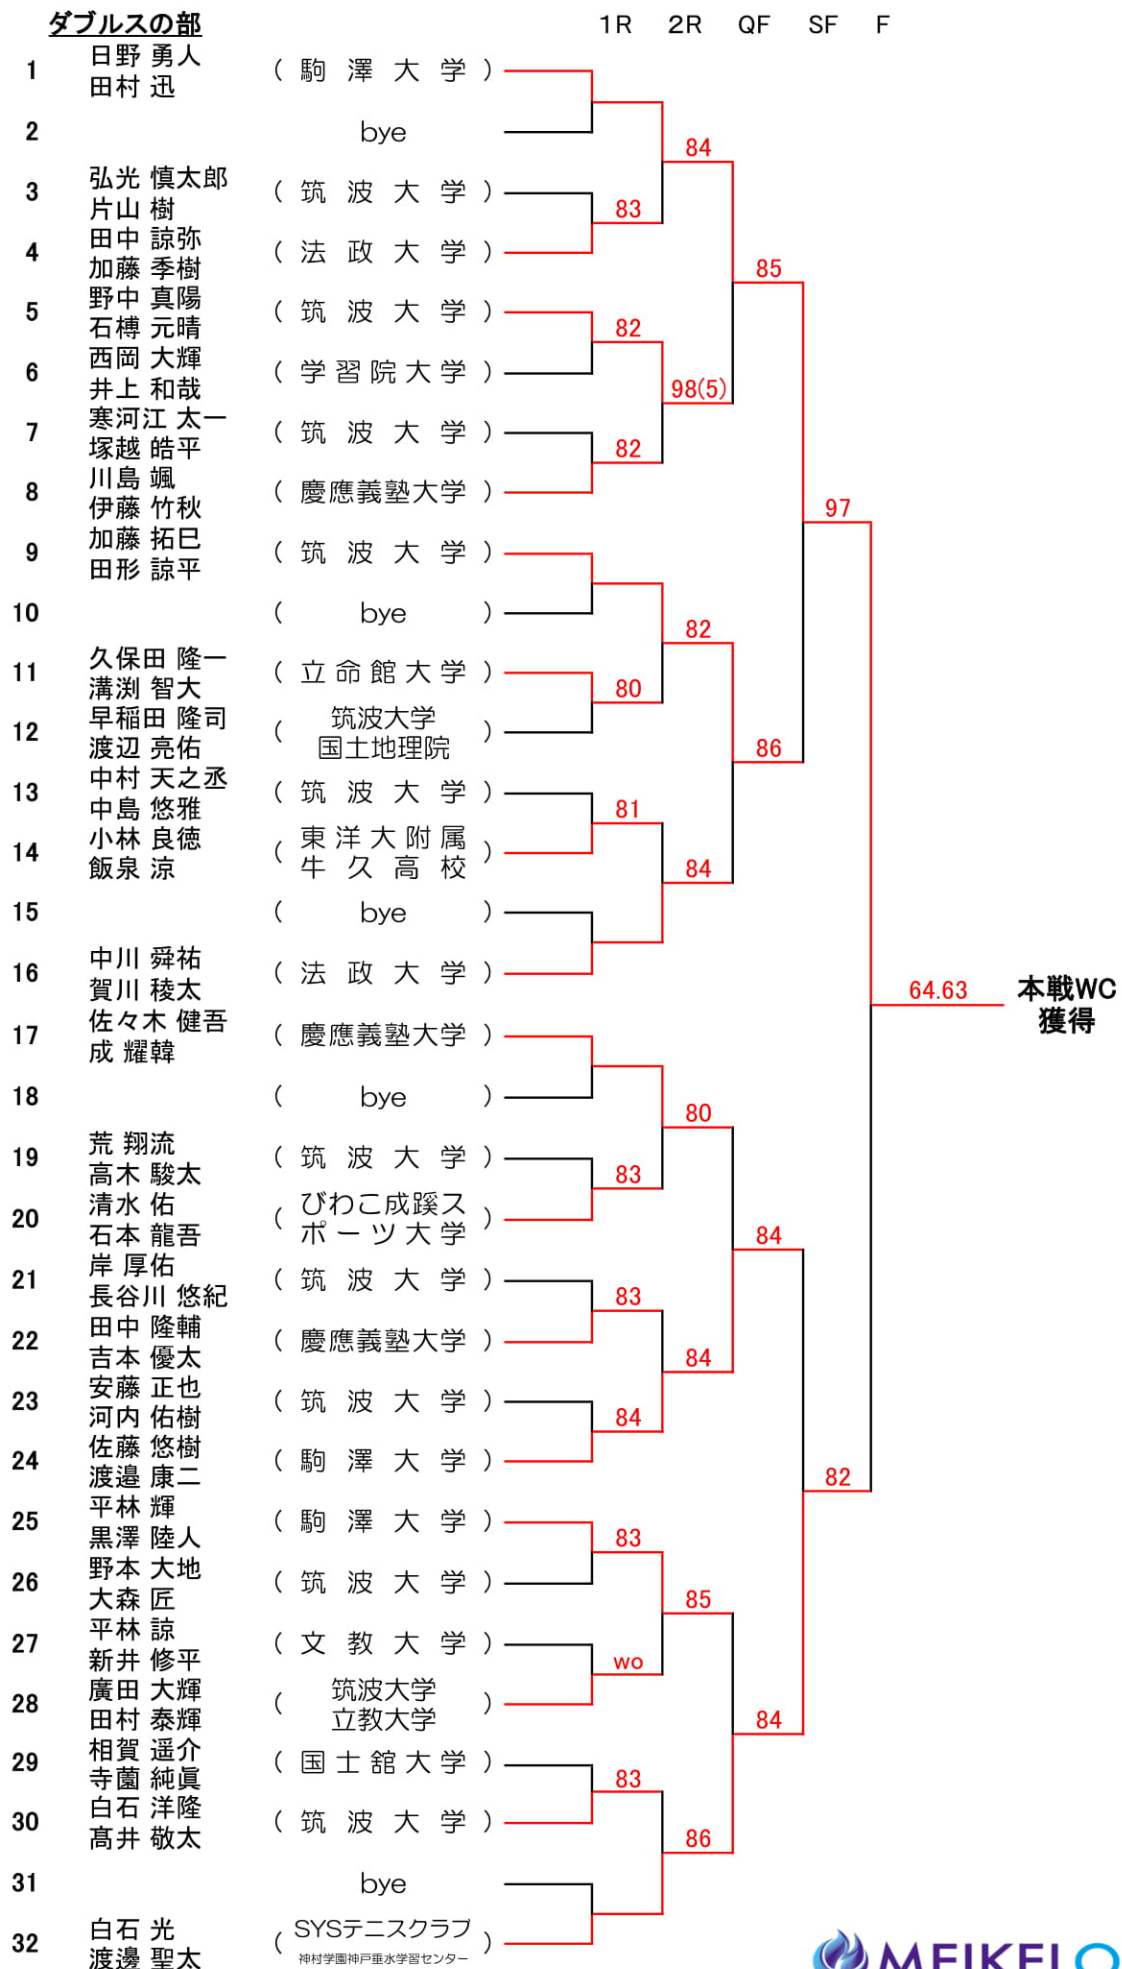 ダブルスの部 1R 2R QF SF F
日野 勇人
1 ( 駒澤大学 )
田村 迅
2 bye
84
弘光 慎太郎
3 ( 筑波大学 )
片山 樹
83
田中 諒弥
4 ( 法政大学 )
加藤 季樹
85
野中 真陽
5 ( 筑波大学 )
石榑 元晴
82
西岡 大輝
6 ( 学習院大学 )
井上 和哉
98(5)
寒河江 太一
7 ( 筑波大学 )
塚越 皓平
82
川島 颯
8 ( 慶應義塾大学 )
伊藤 竹秋
97
加藤 拓巳
9 ( 筑波大学 )
田形 諒平
10 ( bye )
82
久保田 隆一
11 ( 立命館大学 )
溝渕 智大
80
早稲田 隆司
12 ( 筑波大学
国土地理院 )
渡辺 亮佑
86
中村 天之丞
13 ( 筑波大学 )
中島 悠雅
81
小林 良徳
14 ( 東洋大附属
牛久高校 )
飯泉 涼
84
15 ( bye )
中川 舜祐
16 ( 法政大学 )
賀川 稜太
64.63
本戦WC
獲得
佐々木 健吾
17 ( 慶應義塾大学 )
成 耀韓
18 ( bye )
80
荒 翔流
19 ( 筑波大学 )
高木 駿太
83
清水 佑
20 ( びわこ成蹊ス
ポーツ大学 )
石本 龍吾
84
岸 厚佑
21 ( 筑波大学 )
長谷川 悠紀
83
田中 隆輔
22 ( 慶應義塾大学 )
吉本 優太
84
安藤 正也
23 ( 筑波大学 )
河内 佑樹
84
佐藤 悠樹
24 ( 駒澤大学 )
渡邉 康二
82
平林 輝
25 ( 駒澤大学 )
黒澤 陸人
83
野本 大地
26 ( 筑波大学 )
大森 匠
85
平林 諒
27 ( 文教大学 )
新井 修平
wo
廣田 大輝
28 ( 筑波大学
立教大学 )
田村 泰輝
84
相賀 遥介
29 ( 国士舘大学 )
寺薗 純眞
83
白石 洋隆
30 ( 筑波大学 )
髙井 敬太
86
31 bye
白石 光
32 ( SYSテニスクラブ
神村学園神戸垂水学習センター )
渡邊 聖太
MEIKEI O